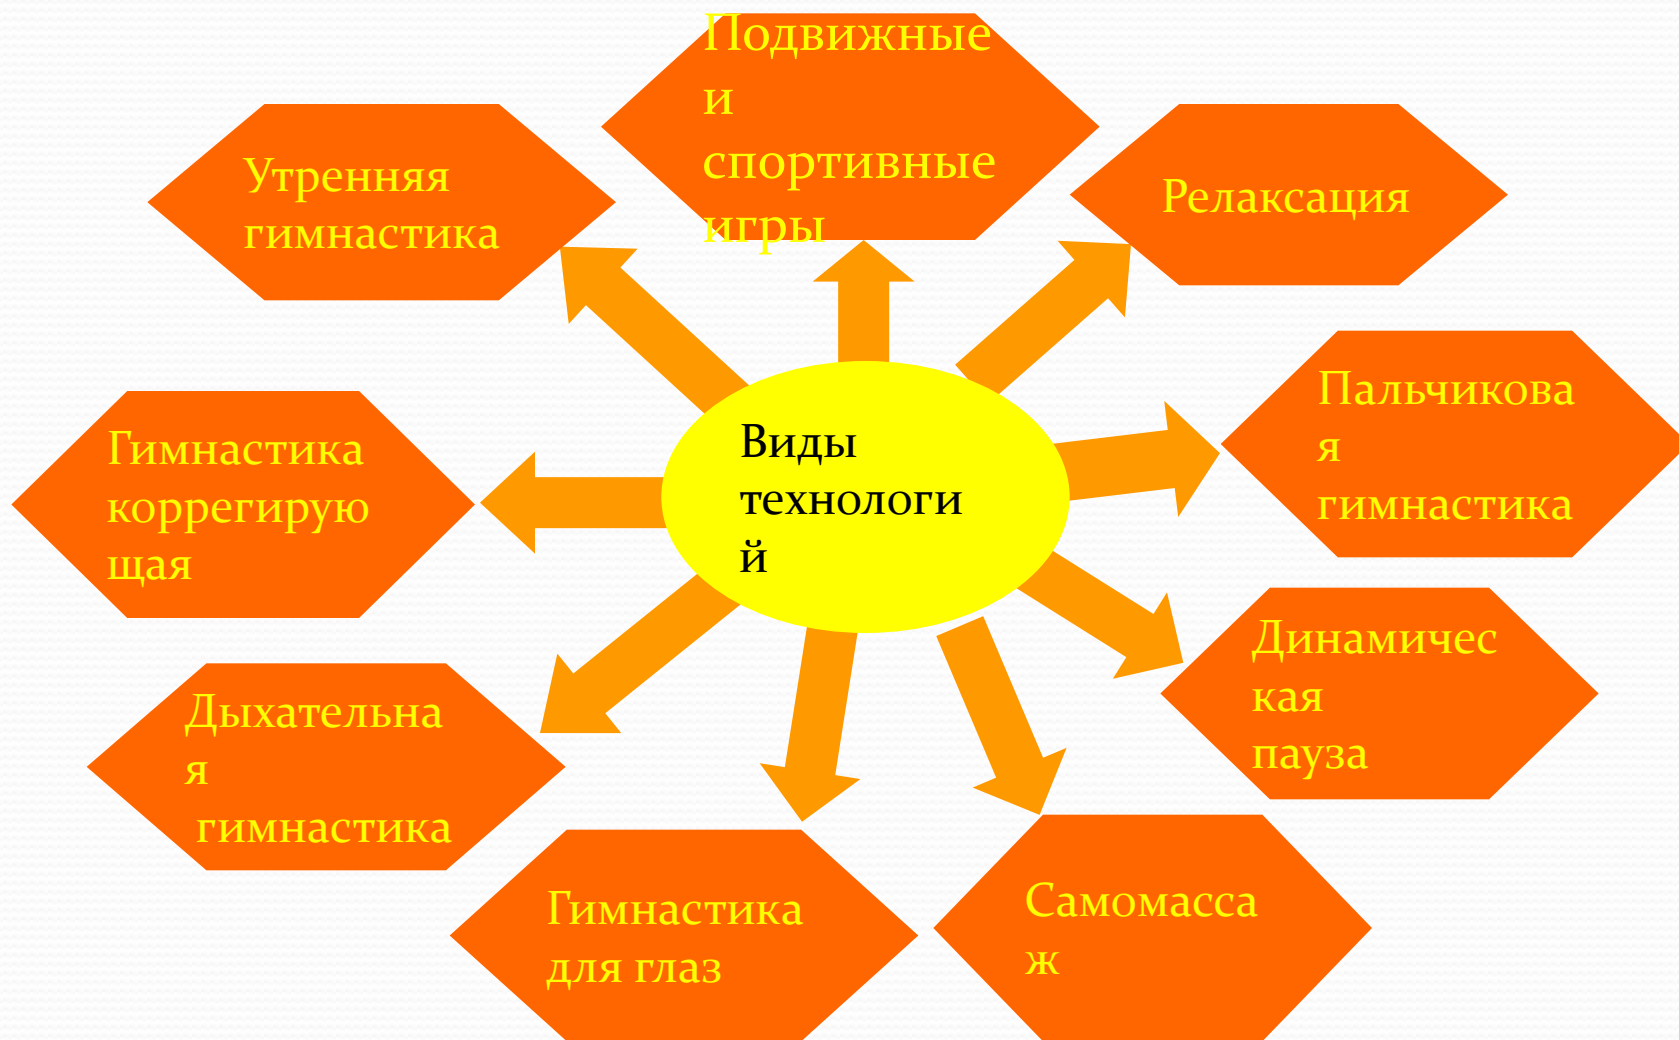 Подвижные
и
спортивные
игры
Утренняя
гимнастика
Релаксация
Пальчикова
я
гимнастика
Гимнастика
коррегирую
щая
Виды
технологи
й
Динамичес
кая
пауза
Дыхательна
я
гимнастика
Гимнастика
для глаз
Самомасса
ж